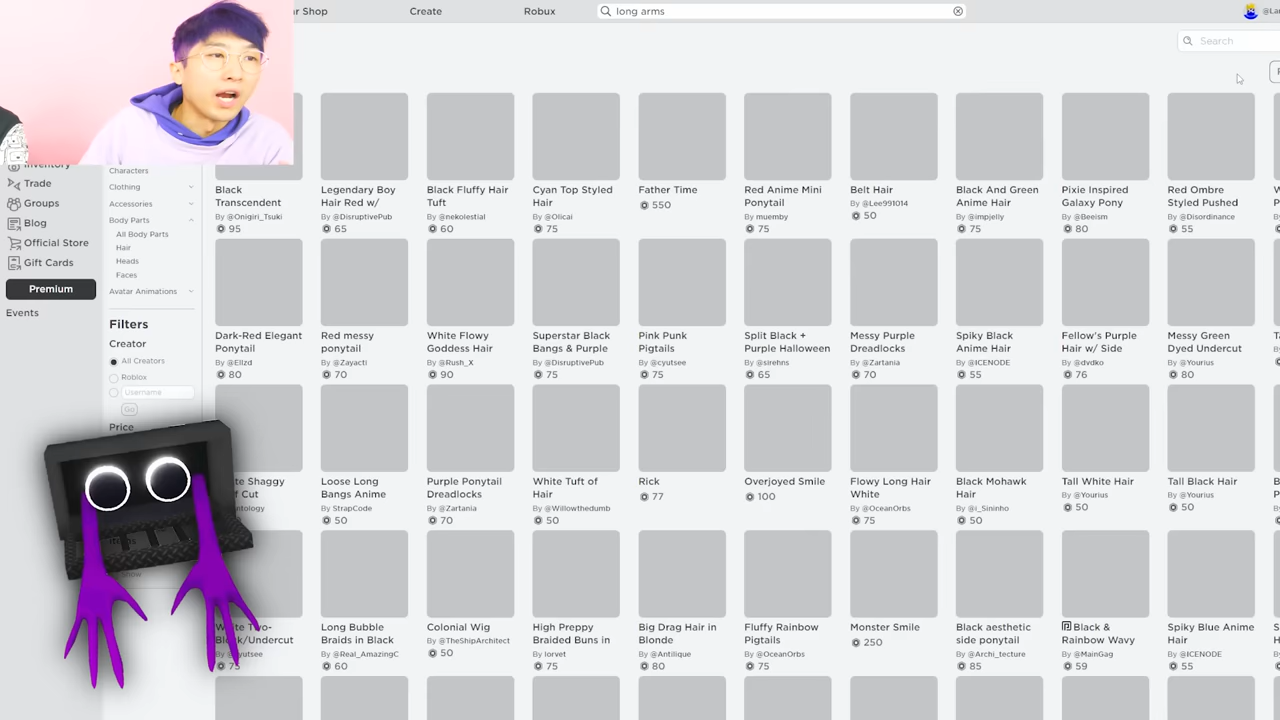 Shop
Create
Robux
long arms
Search
Trade
Groups
Blog
Official Store
Gift Cards
Premium
Events
Characters
Clothing
Accessories
Body Parts
All Body Parts
Hair
Heads
Faces
Avatar Animations
Filters
Creator
All Creators
Roblox
Username
Go
Price
Black
Transcendent
By @Onigiri_Tsuki
95
Legendary Boy
Hair Red w/
By @DisruptivePub
65
Black Fluffy Hair
Tuft
By @nekolestial
60
Cyan Top Styled
Hair
By @Olicai
75
Father Time
550
Red Anime Mini
Ponytail
By muemby
75
Belt Hair
By @Lee991014
50
Black And Green
Anime Hair
By @impjelly
75
Pixie Inspired
Galaxy Pony
By @Beeism
80
Red Ombre
Styled Pushed
By @Disordinance
55
Dark-Red Elegant
Ponytail
By @Elizd
80
Red messy
ponytail
By @Zayacti
70
White Flowy
Goddess Hair
By @Rush_X
90
Superstar Black
Bangs & Purple
By @DisruptivePub
75
Pink Punk
Pigtails
By @cyutsee
75
Split Black +
Purple Halloween
By @sirehns
65
Messy Purple
Dreadlocks
By @Zartania
70
Spiky Black
Anime Hair
By @ICENODE
55
Fellow's Purple
Hair w/ Side
By @dvdko
76
Messy Green
Dyed Undercut
By @Yourius
80
Shaggy
Cut
Loose Long
Bangs Anime
By StrapCode
50
Purple Ponytail
Dreadlocks
By @Zartania
70
White Tuft of
Hair
By @Willowthedumb
50
Rick
77
Overjoyed Smile
100
Flowy Long Hair
White
By @OceanOrbs
75
Black Mohawk
Hair
By @i_Sininho
50
Tall White Hair
By @Yourius
50
Tall Black Hair
By @Yourius
50
Two-
/Undercut
75
Long Bubble
Braids in Black
By @Real_AmazingC
60
Colonial Wig
By @TheShipArchitect
50
High Preppy
Braided Buns in
By lorvet
75
Big Drag Hair in
Blonde
By @Antilique
80
Fluffy Rainbow
Pigtails
By @OceanOrbs
75
Monster Smile
250
Black aesthetic
side ponytail
By @Archi_tecture
85
Black &
Rainbow Wavy
By @MainGag
59
Spiky Blue Anime
Hair
By @ICENODE
55